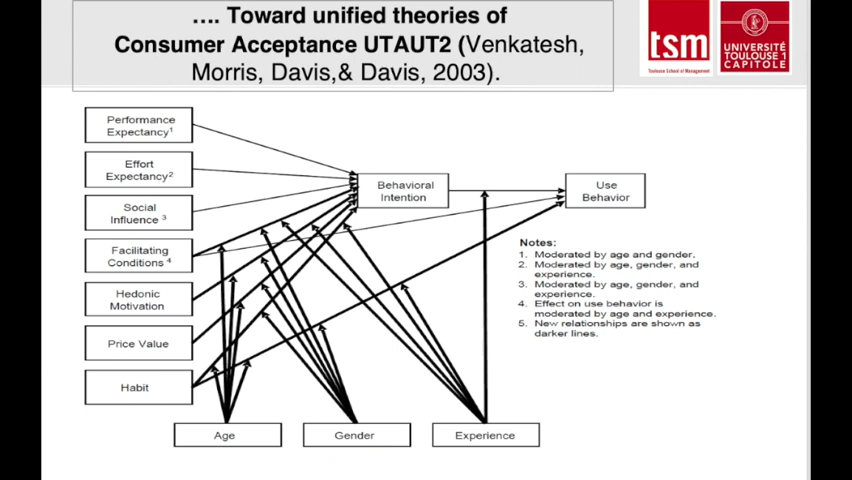 …. Toward unified theories of
Consumer Acceptance UTAUT2 (Venkatesh,
Morris, Davis,& Davis, 2003).
tsm
Toulouse School of Management
UNIVERSITÉ
TOULOUSE 1
CAPITOLE
Performance
Expectancy1
Effort
Expectancy2
Social
Influence 3
Facilitating
Conditions 4
Hedonic
Motivation
Price Value
Habit
Behavioral
Intention
Use
Behavior
Notes:
1. Moderated by age and gender.
2. Moderated by age, gender, and
experience.
3. Moderated by age, gender, and
experience.
4. Effect on use behavior is
moderated by age and experience.
5. New relationships are shown as
darker lines.
Age
Gender
Experience